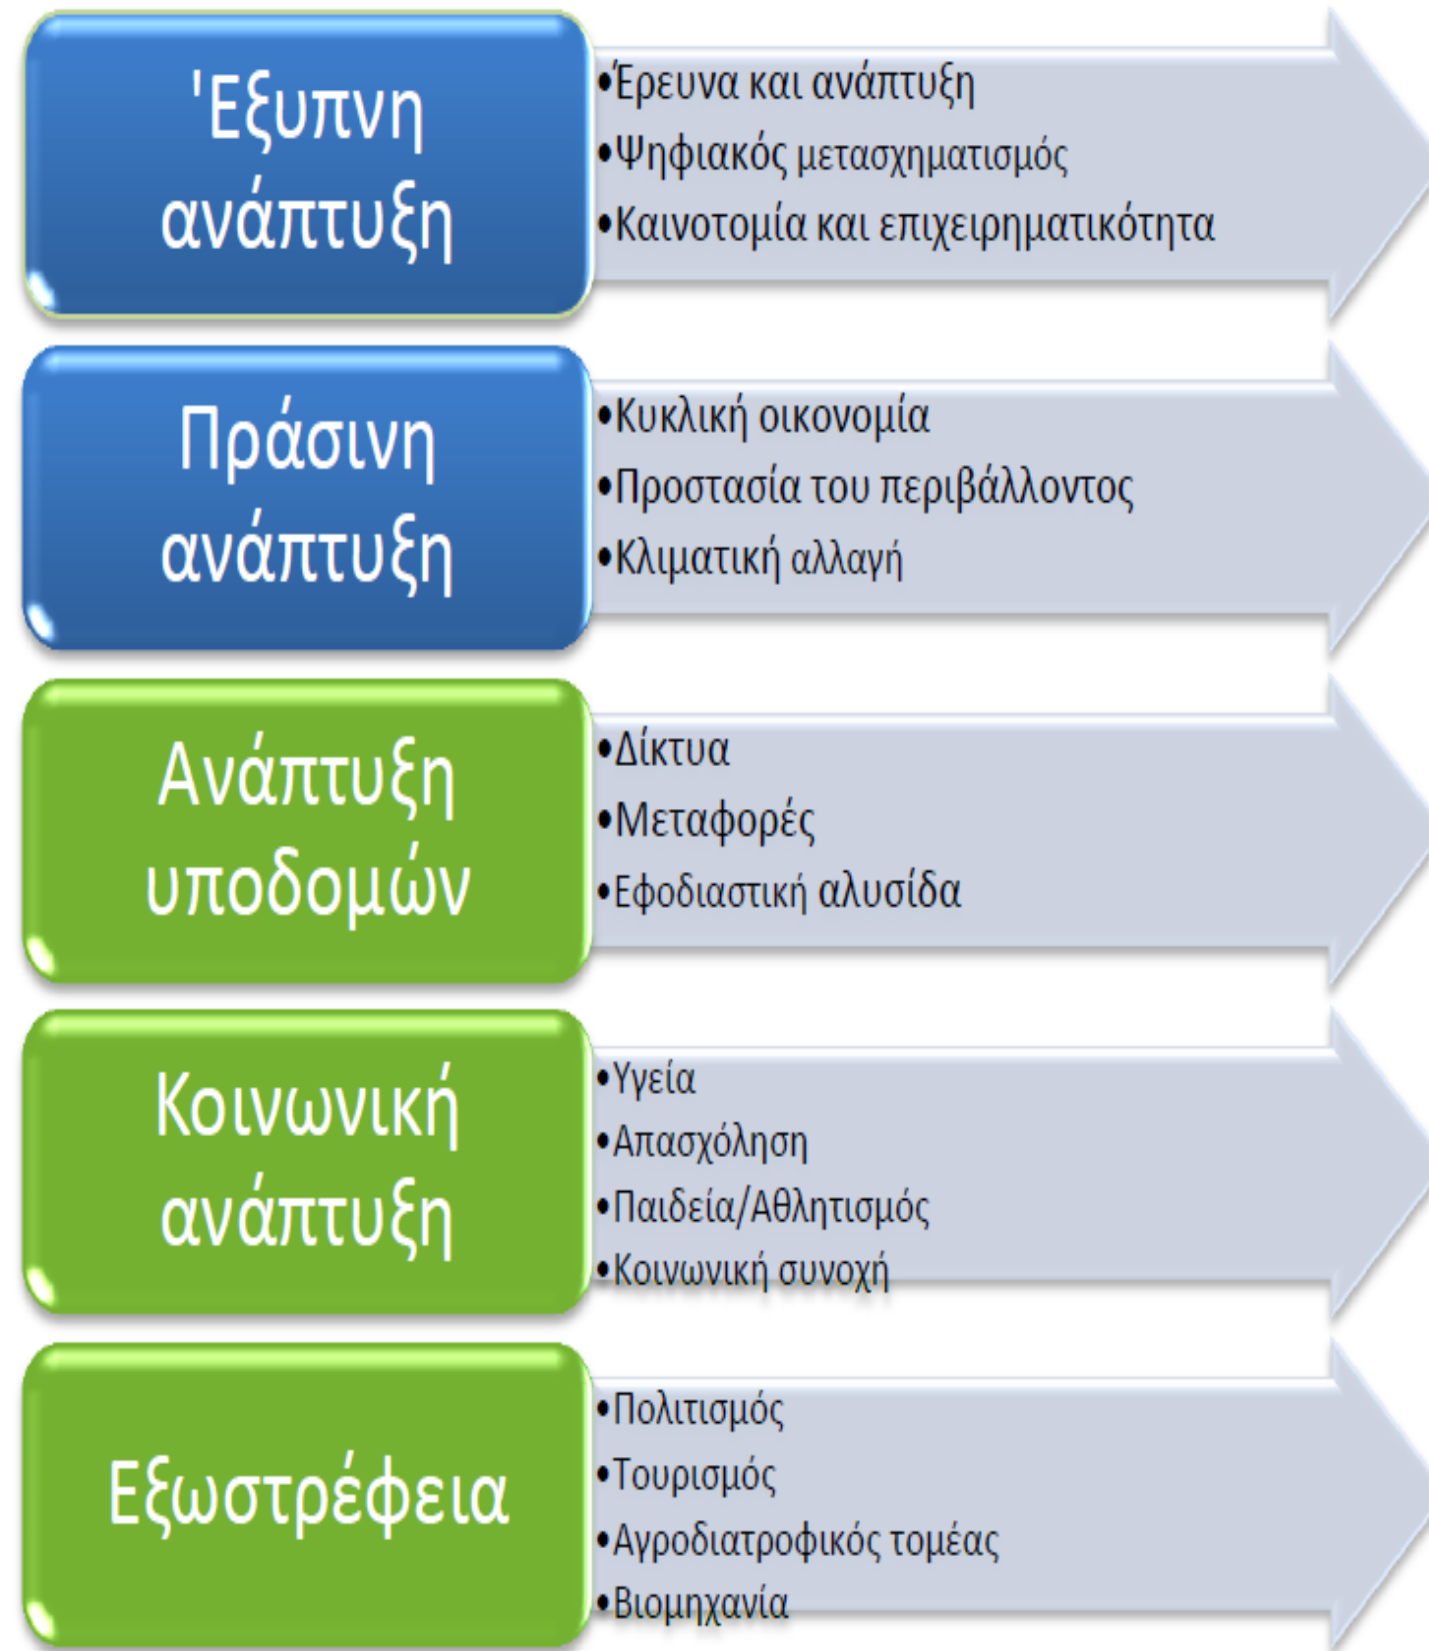 'Εξυπνη
ανάπτυξη
•Έρευνα και ανάπτυξη
•Ψηφιακός μετασχηματισμός
•Καινοτομία και επιχειρηματικότητα
Πράσινη
ανάπτυξη
•Κυκλική οικονομία
•Προστασία του περιβάλλοντος
•Κλιματική αλλαγή
Ανάπτυξη
υποδομών
•Δίκτυα
•Μεταφορές
•Εφοδιαστική αλυσίδα
Κοινωνική
ανάπτυξη
•Υγεία
•Απασχόληση
•Παιδεία/Αθλητισμός
•Κοινωνική συνοχή
Εξωστρέφεια
•Πολιτισμός
•Τουρισμός
•Αγροδιατροφικός τομέας
•Βιομηχανία